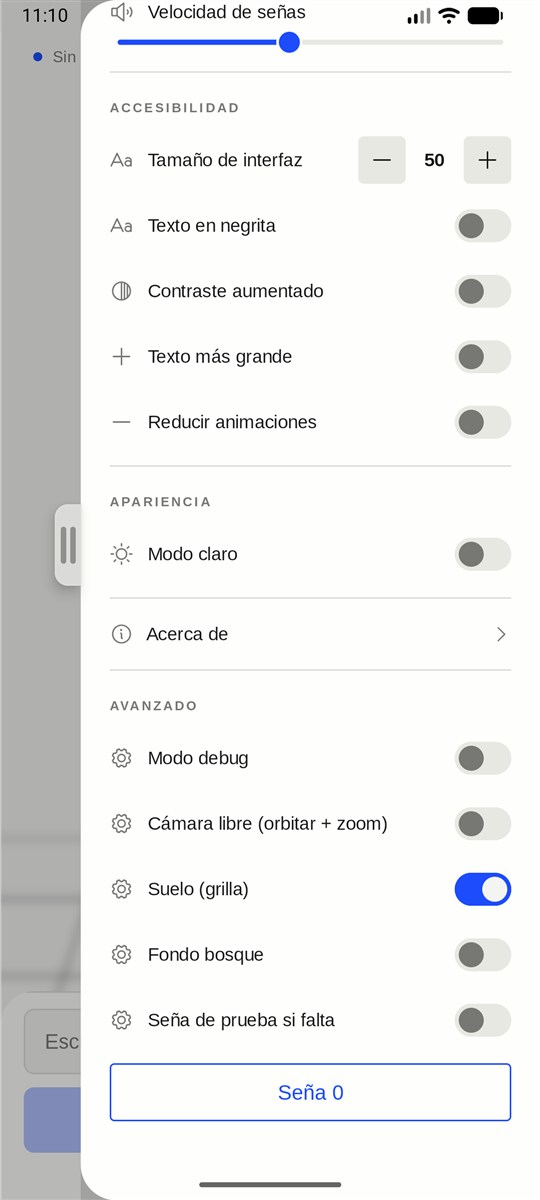 11:10
Velocidad de señas
Sin
ACCESIBILIDAD
Aa Tamaño de interfaz 50
Aa Texto en negrita
Contraste aumentado
Texto más grande
Reducir animaciones
APARIENCIA
Modo claro
Acerca de
AVANZADO
Modo debug
Cámara libre (orbitar + zoom)
Suelo (grilla)
Fondo bosque
Seña de prueba si falta
Esc
Seña 0